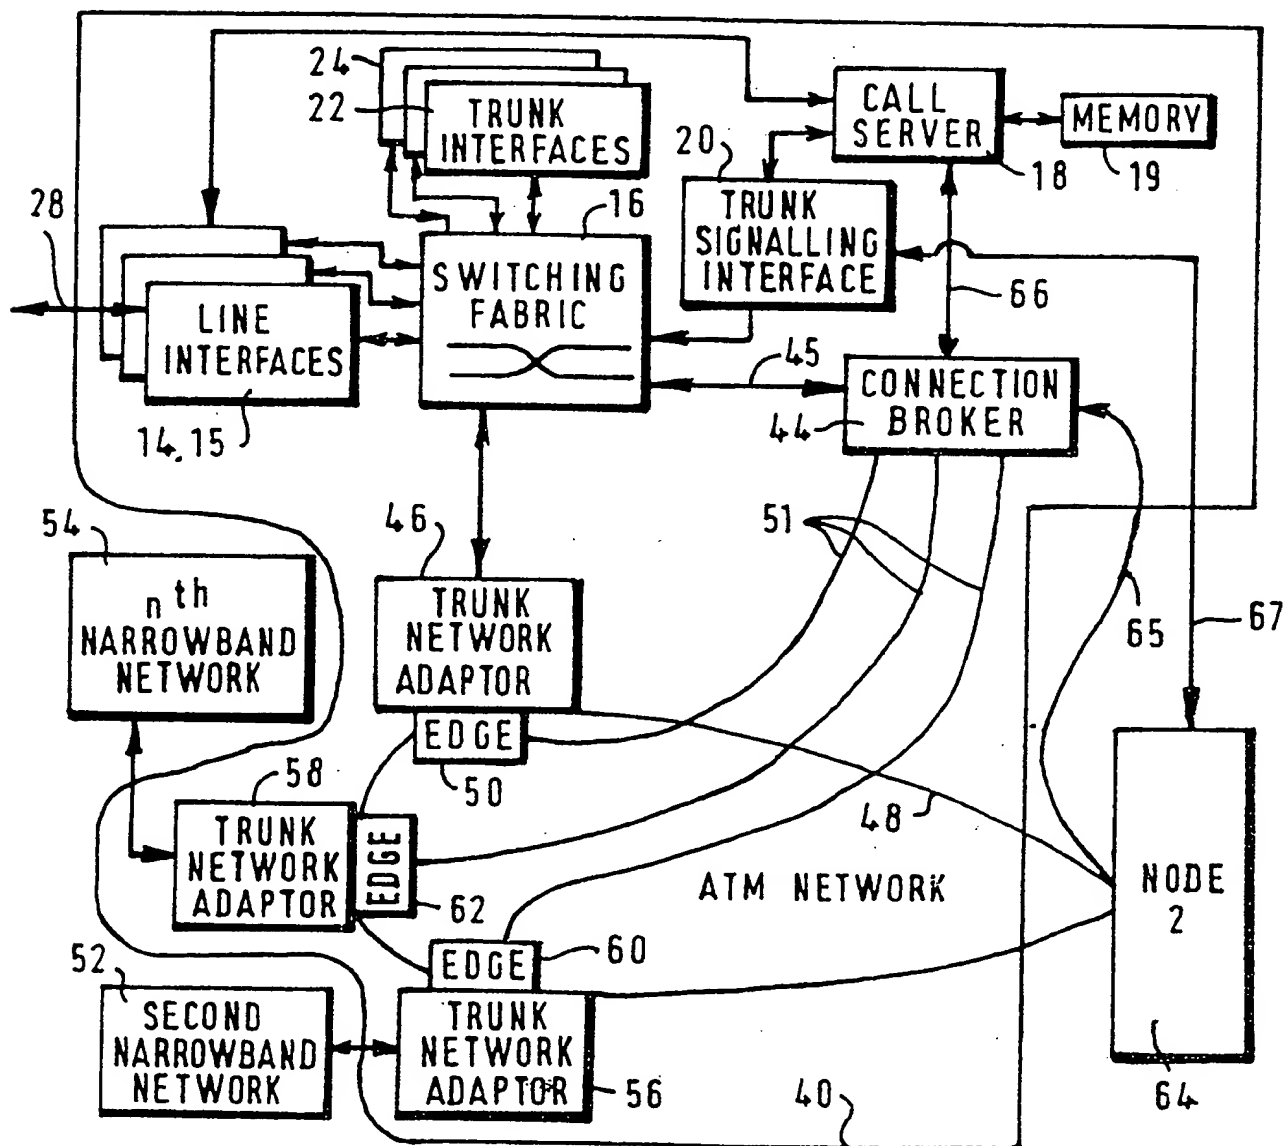 24
22
TRUNK
INTERFACES
CALL
SERVER
18
MEMORY
19
20
TRUNK
SIGNALLING
INTERFACE
28
16
SWITCHING
FABRIC
66
LINE
INTERFACES
14,15
45
CONNECTION
BROKER
44
54
nth
NARROWBAND
NETWORK
46
TRUNK
NETWORK
ADAPTOR
EDGE
50
51
65
67
58
TRUNK
NETWORK
ADAPTOR
EDGE
62
48
ATM NETWORK
NODE
2
64
52
SECOND
NARROWBAND
NETWORK
EDGE
60
TRUNK
NETWORK
ADAPTOR
56
40